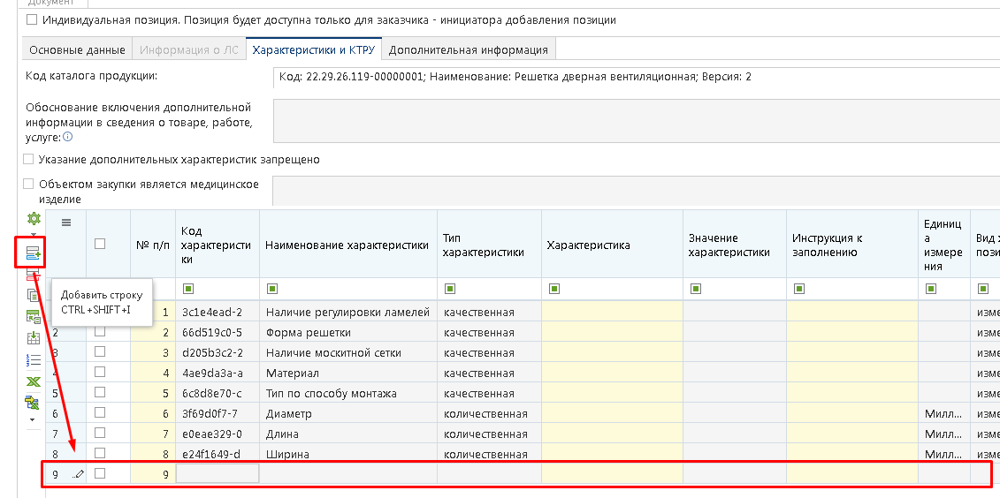 Документ
Индивидуальная позиция. Позиция будет доступна только для заказчика - инициатора добавления позиции
Основные данные Информация о ЛС Характеристики и КТРУ Дополнительная информация
Код каталога продукции: Код: 22.29.26.119-00000001; Наименование: Решетка дверная вентиляционная; Версия: 2
Обоснование включения дополнительной
информации в сведения о товаре, работе,
услуге:
Указание дополнительных характеристик запрещено
Объектом закупки является медицинское
изделие
№ п/п
Код
характеристи
ки
Наименование характеристики
Тип
характеристики
Характеристика
Значение
характеристики
Инструкция к
заполнению
Единиц
а
измере
ния
Вид
пози
Добавить строку
CTRL+SHIFT+I
1 3c1e4ead-2 Наличие регулировки ламелей качественная изме
2 2 66d519c0-5 Форма решетки качественная изме
3 3 d205b3c2-2 Наличие москитной сетки качественная изме
4 4 4ae9da3a-a Материал качественная изме
5 5 6c8d8e70-c Тип по способу монтажа качественная изме
6 6 3f69d0f7-7 Диаметр количественная Милл... изме
7 7 e0eae329-0 Длина количественная Милл... изме
8 8 e24f1649-d Ширина количественная Милл... изме
9 9